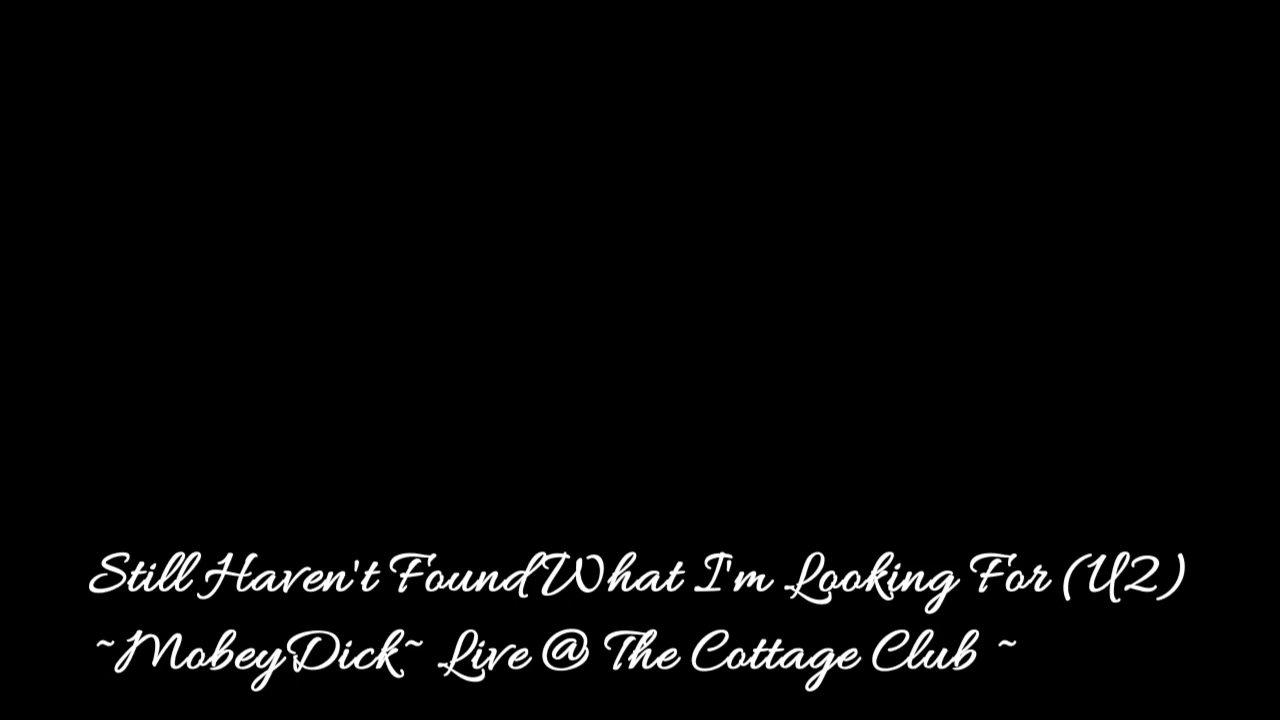 Still Haven't Found What I'm Looking For (U2)
~MobeyDick~ Live @ The Cottage Club ~